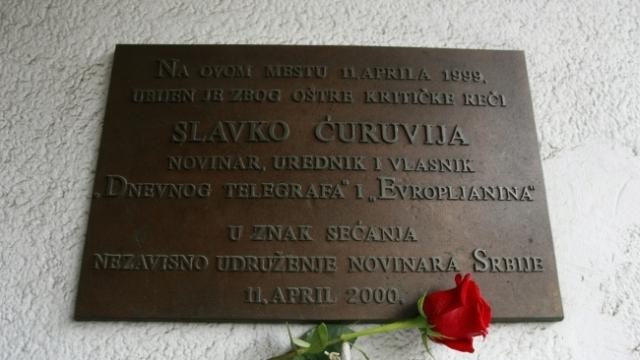 NA OVOM MESTU 11. APRILA 1999.
UBIJEN JE ZBOG OŠTRE KRITIČKE REČI
SLAVKO ĆURUVIJA
NOVINAR, UREDNIK I VLASNIK
„DNEVNOG TELEGRAFA“ I „EVROPLJANINA“
U ZNAK SEĆANJA
NEZAVISNO UDRUŽENJE NOVINARA SRBIJE
11. APRIL 2000.